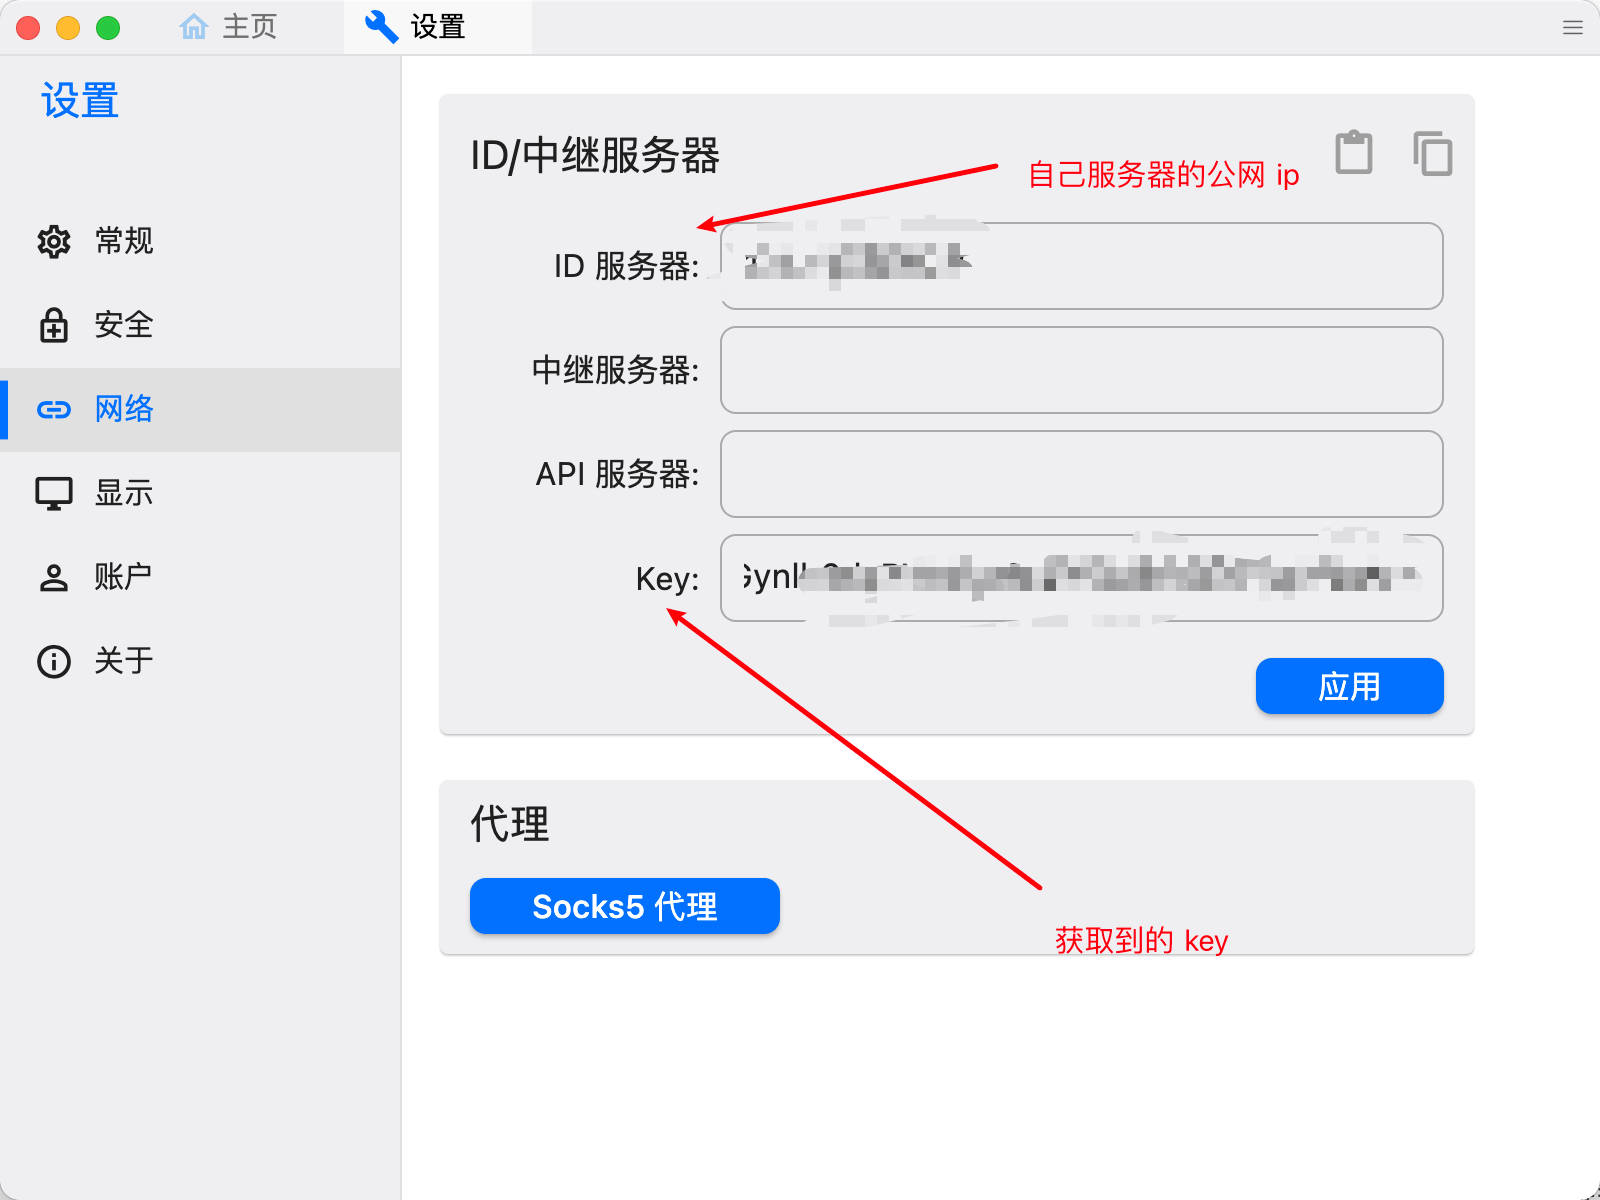 主页
设置
设置
常规
安全
网络
显示
账户
关于
ID/中继服务器
自己服务器的公网 ip
ID 服务器:
中继服务器:
API 服务器:
Key:
应用
代理
Socks5 代理
获取到的 key